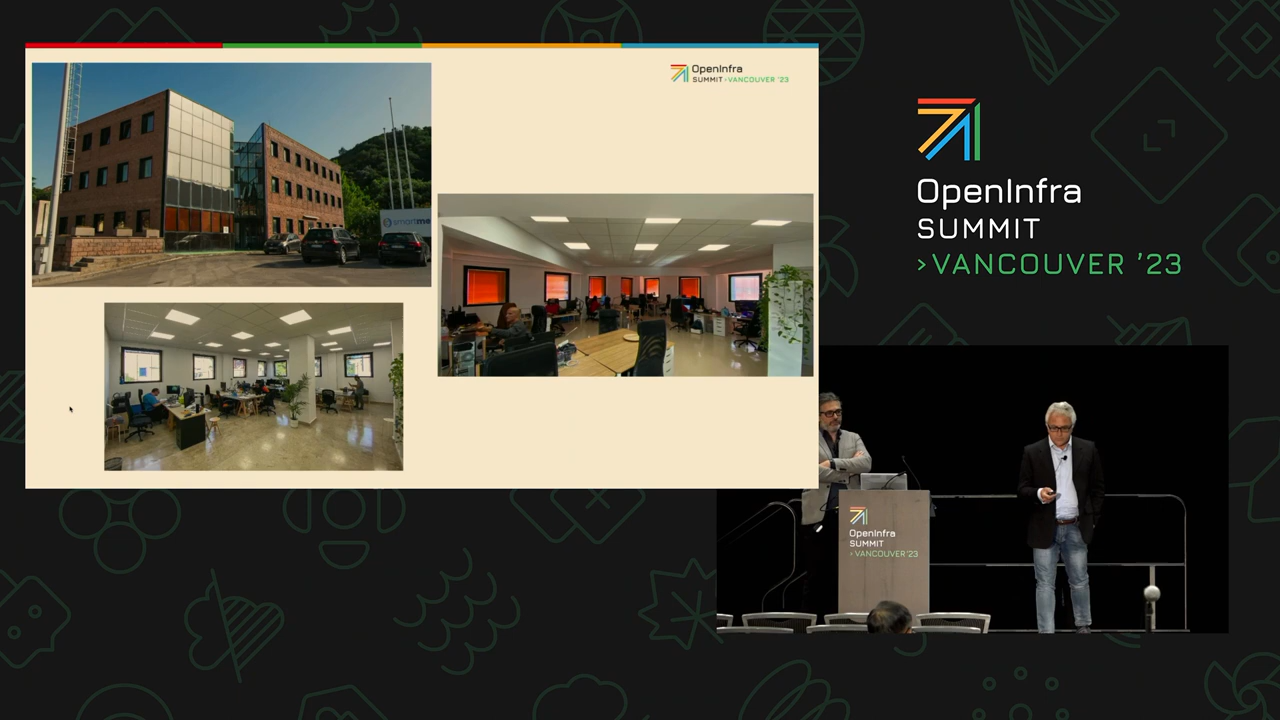 OpenInfra
SUMMIT >VANCOUVER '23
smartme
OpenInfra
SUMMIT
>VANCOUVER '23
OpenInfra
SUMMIT
>VANCOUVER '23